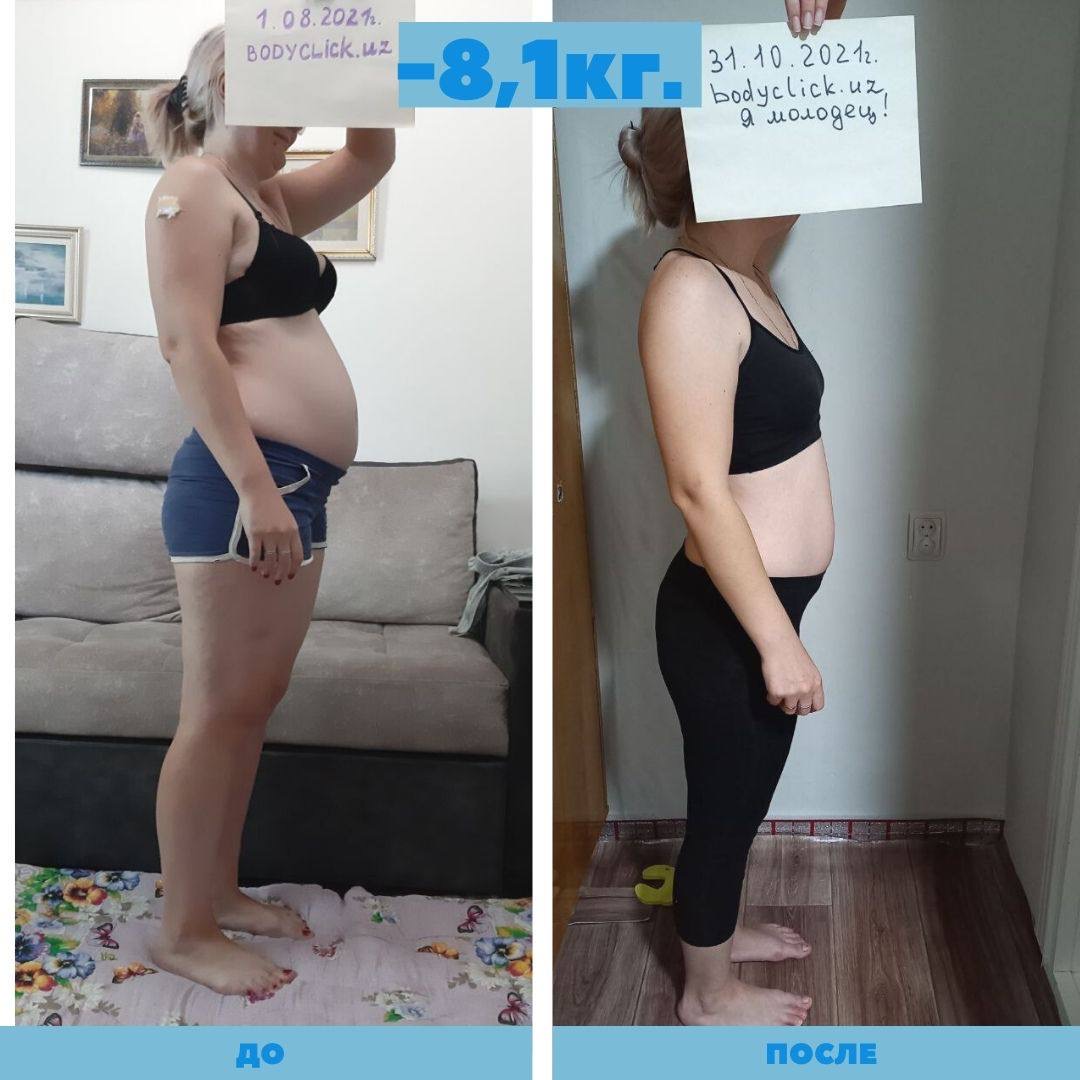 1.08.2021г.
BODYCLick.uz
-8,1кг.
31.10.2021г.
bodyclick.uz,
я молодец!
ДО
ПОСЛЕ